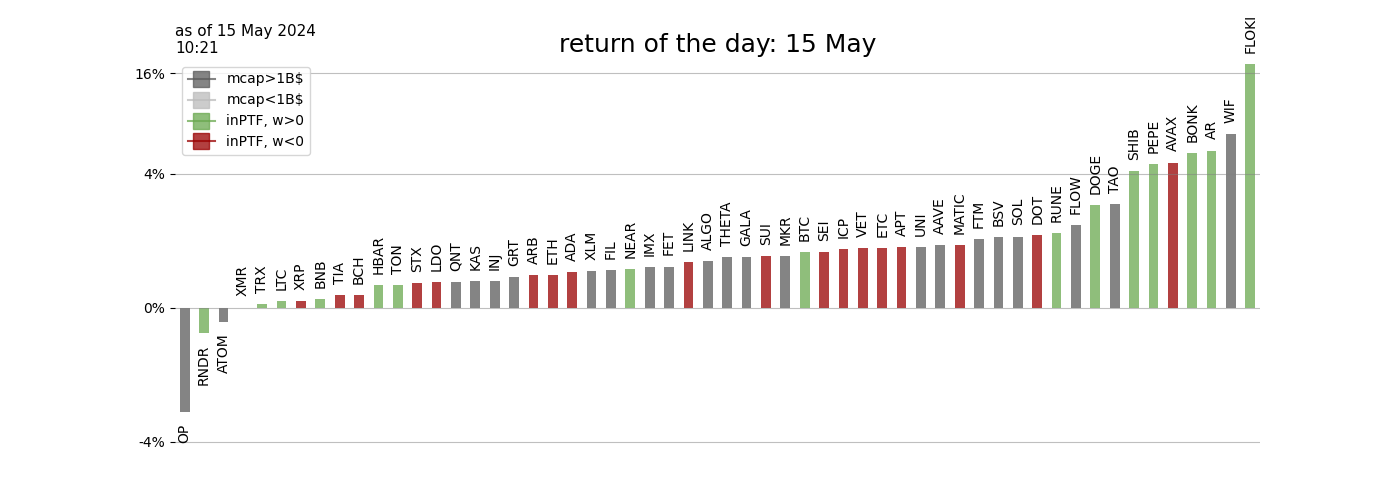 as of 15 May 2024
10:21
return of the day: 15 May
mcap>1B$
mcap<1B$
inPTF, w>0
inPTF, w<0
16%
4%
0%
-4%
OP
RNDR
ATOM
XMR
TRX
LTC
XRP
BNB
TIA
BCH
HBAR
TON
STX
LDO
QNT
KAS
INJ
GRT
ARB
ETH
ADA
XLM
FIL
NEAR
IMX
FET
LINK
ALGO
THETA
GALA
SUI
MKR
BTC
SEI
ICP
VET
ETC
APT
UNI
AAVE
MATIC
FTM
BSV
SOL
DOT
RUNE
FLOW
DOGE
TAO
SHIB
PEPE
AVAX
BONK
AR
WIF
FLOKI